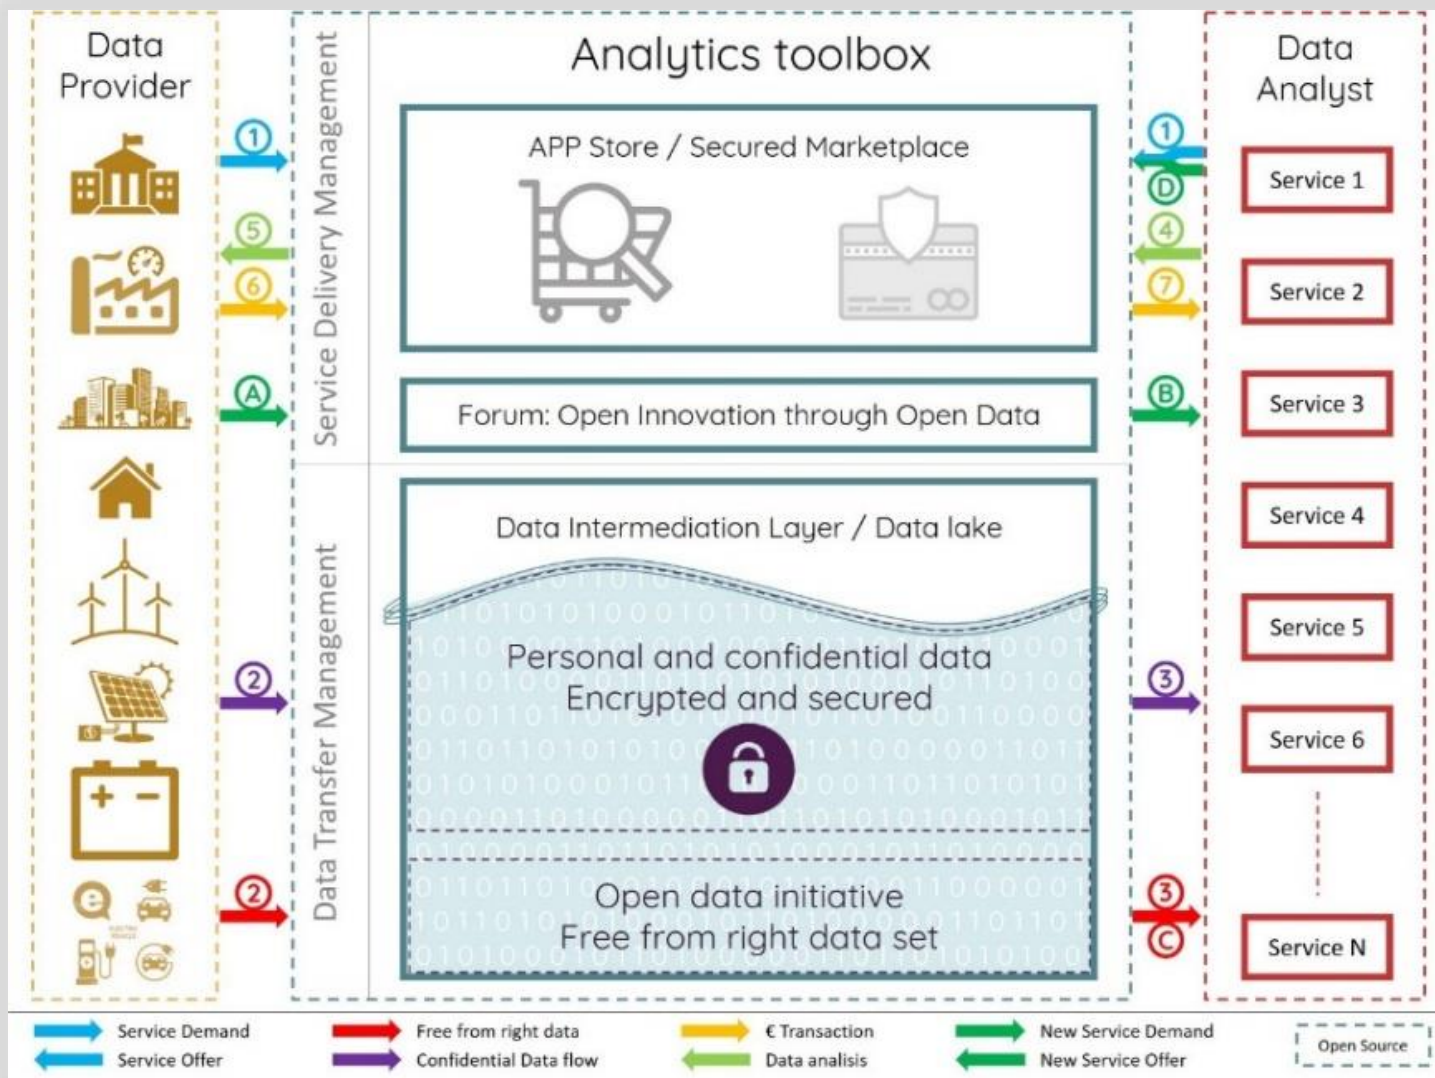 Data
Provider
1
5
6
A
2
2
Service Delivery Management
Data Transfer Management
Analytics toolbox
APP Store / Secured Marketplace
Forum: Open Innovation through Open Data
Data Intermediation Layer / Data lake
Personal and confidential data
Encrypted and secured
Open data initiative
Free from right data set
1
D
4
7
B
3
3
C
Data
Analyst
Service 1
Service 2
Service 3
Service 4
Service 5
Service 6
Service N
Service Demand
Service Offer
Free from right data
Confidential Data flow
€ Transaction
Data analisis
New Service Demand
New Service Offer
Open Source